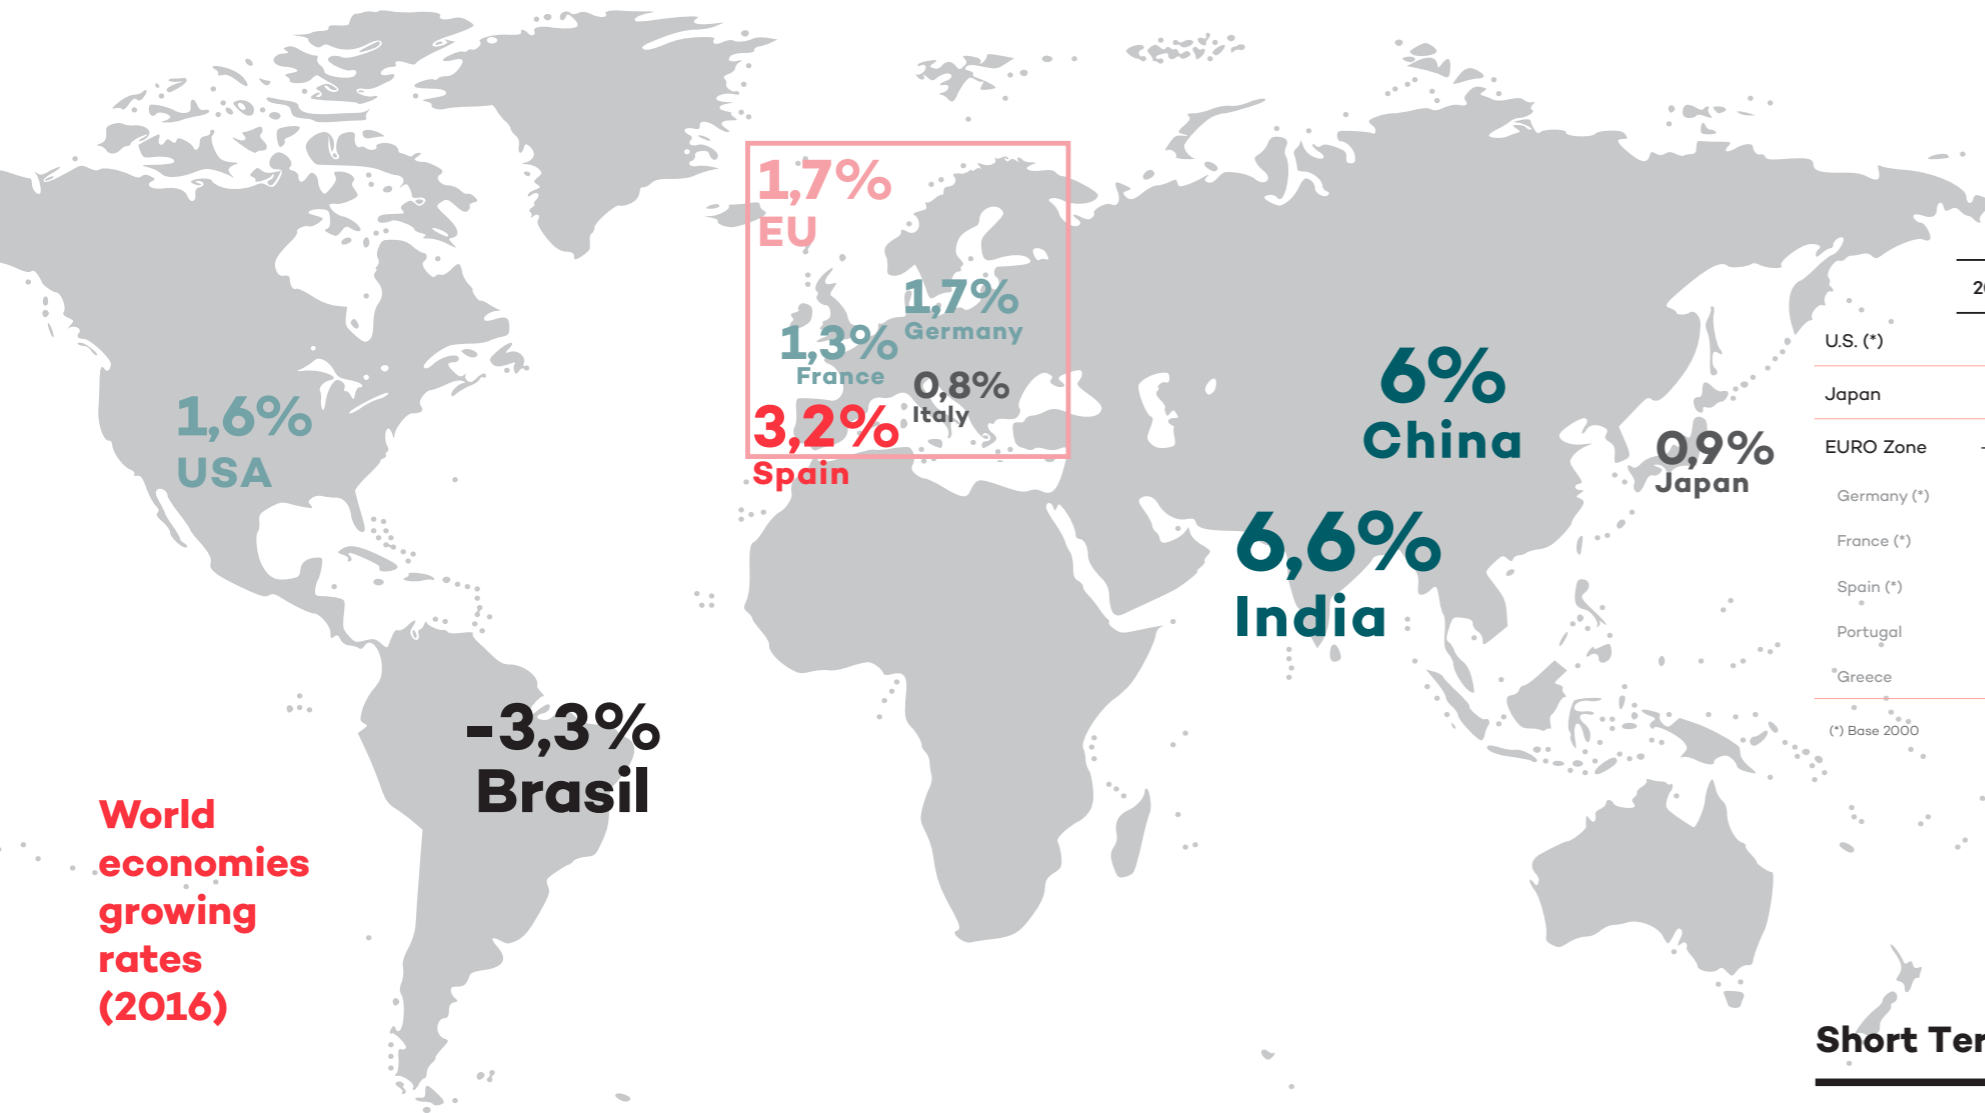 1,7%
EU
1,7%
Germany
1,3%
France
0,8%
Italy
3,2%
Spain
1,6%
USA
6%
China
0,9%
Japan
6,6%
India
-3,3%
Brasil
World
economies
growing
rates
(2016)
U.S. (*)
Japan
EURO Zone
Germany (*)
France (*)
Spain (*)
Portugal
Greece
(*) Base 2000
Short